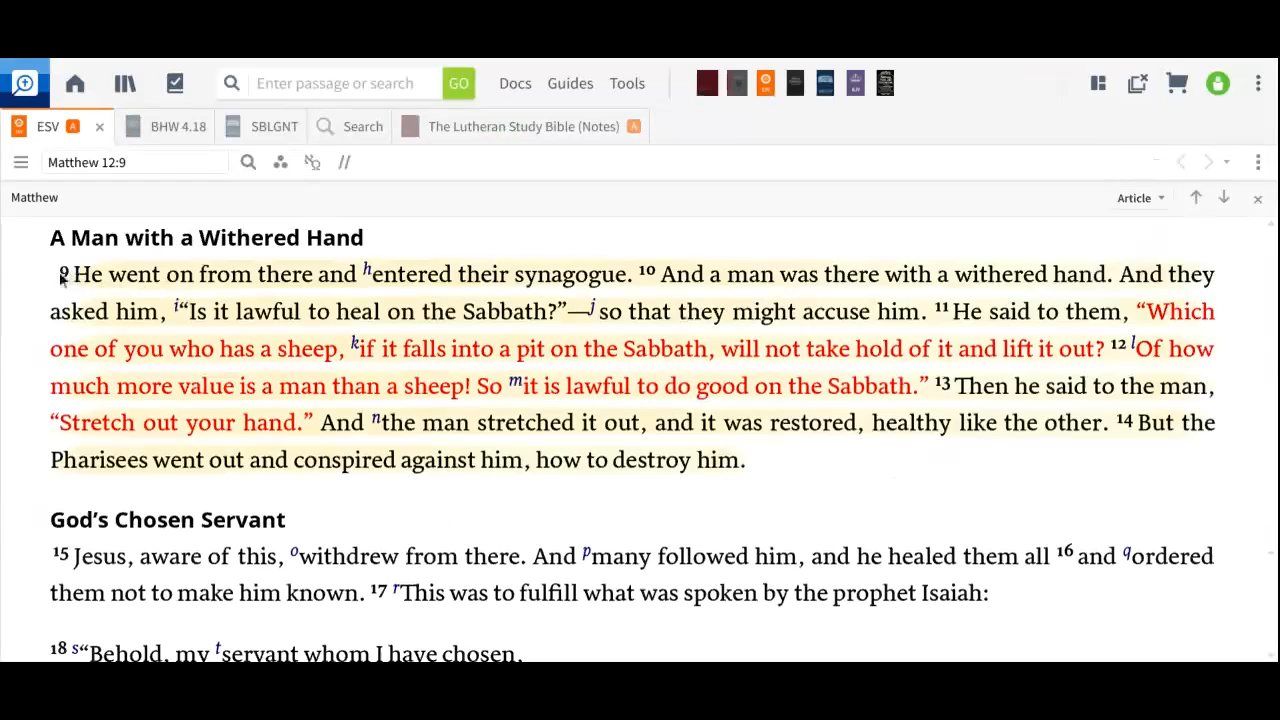 Enter passage or search GO Docs Guides Tools
ESV A BHW 4.18 SBLGNT Search The Lutheran Study Bible (Notes) A
Matthew 12:9
Matthew Article
A Man with a Withered Hand
9 He went on from there and h entered their synagogue. 10 And a man was there with a withered hand. And they
asked him, i “Is it lawful to heal on the Sabbath?”—j so that they might accuse him. 11 He said to them, “Which
one of you who has a sheep, k if it falls into a pit on the Sabbath, will not take hold of it and lift it out? 12 l Of how
much more value is a man than a sheep! So m it is lawful to do good on the Sabbath.” 13 Then he said to the man,
“Stretch out your hand.” And n the man stretched it out, and it was restored, healthy like the other. 14 But the
Pharisees went out and conspired against him, how to destroy him.
God’s Chosen Servant
15 Jesus, aware of this, o withdrew from there. And p many followed him, and he healed them all 16 and q ordered
them not to make him known. 17 r This was to fulfill what was spoken by the prophet Isaiah:
18 s “Behold, my t servant whom I have chosen,